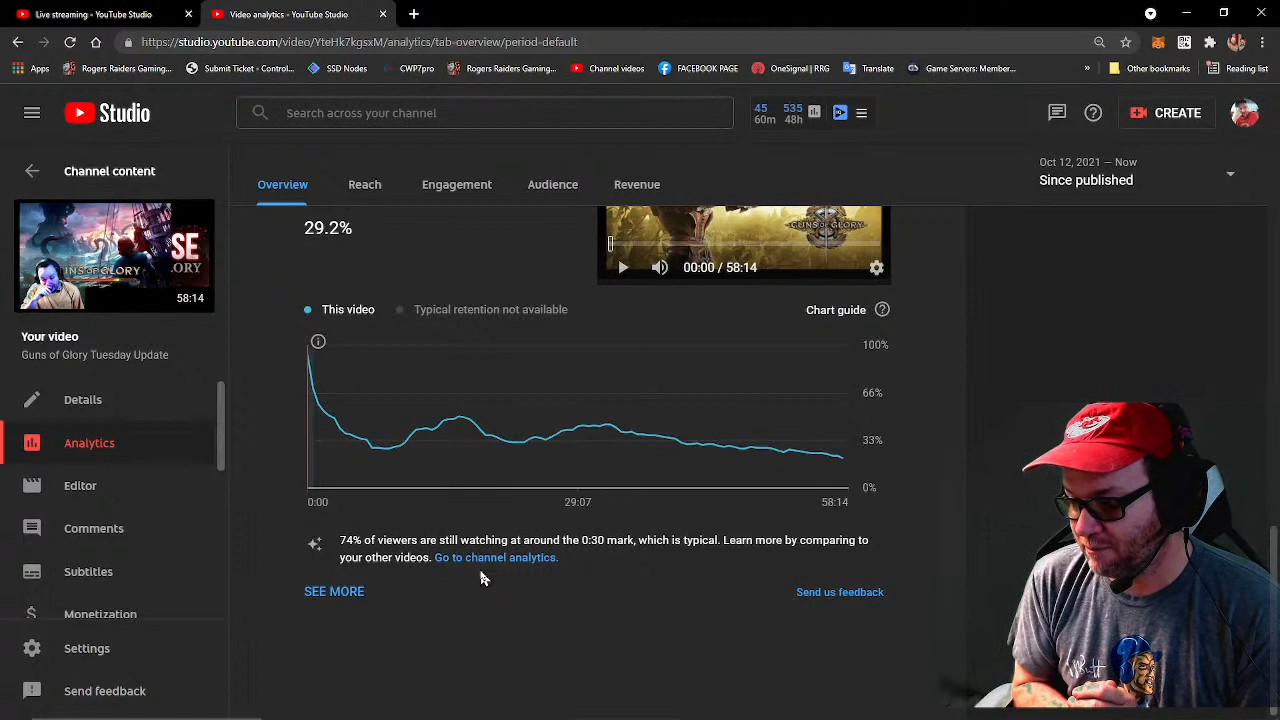 Live streaming - YouTube Studio
Video analytics - YouTube Studio
https://studio.youtube.com/video/YteHk7kgsxM/analytics/tab-overview/period-default
Apps
Rogers Raiders Gaming...
Submit Ticket - Control...
SSD Nodes
CWP7pro
Rogers Raiders Gaming...
Channel videos
FACEBOOK PAGE
OneSignal | RRG
Translate
Game Servers: Member...
»
Other bookmarks
Reading list
Studio
Search across your channel
45 535
60m 48h
CREATE
Channel content
Overview
Reach
Engagement
Audience
Revenue
Oct 12, 2021 — Now
Since published
SE
GUNS OF GLORY
58:14
Your video
Guns of Glory Tuesday Update
Details
Analytics
Editor
Comments
Subtitles
Monetization
Settings
Send feedback
29.2%
GUNS OF GLORY
00:00 / 58:14
This video
Typical retention not available
Chart guide
100%
66%
33%
0%
0:00
29:07
58:14
74% of viewers are still watching at around the 0:30 mark, which is typical. Learn more by comparing to
your other videos. Go to channel analytics.
SEE MORE
Send us feedback